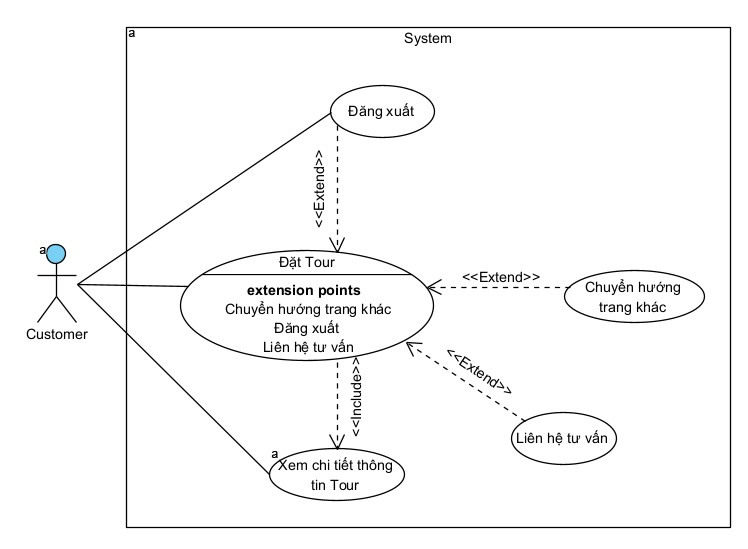 a
System
Đăng xuất
<<Extend>>
Đặt Tour
extension points
Chuyển hướng trang khác
Đăng xuất
Liên hệ tư vấn
<<Extend>>
Chuyển hướng
trang khác
a
Customer
<<Extend>>
<<Include>>
Liên hệ tư vấn
a
Xem chi tiết thông
tin Tour